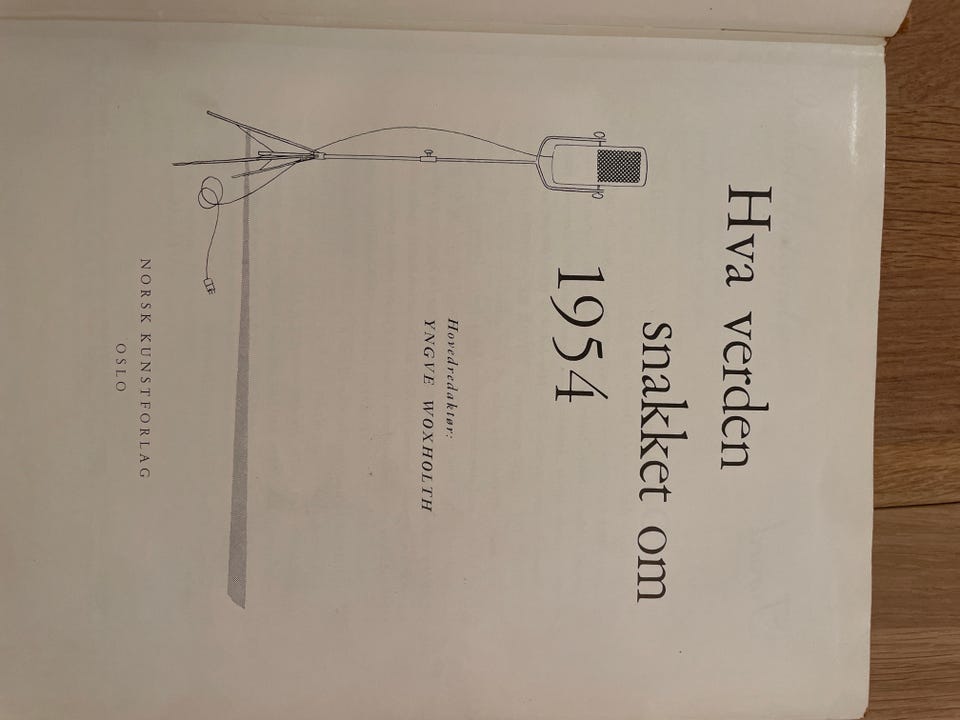 Hva verden
snakket om
1954
Hovedredaktør:
YNGVE WOXHOLTH
NORSK KUNSTFORLAG
OSLO